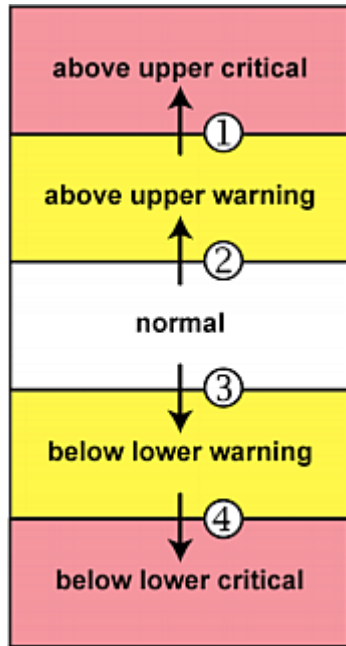 above upper critical
①
above upper warning
②
normal
③
below lower warning
④
below lower critical